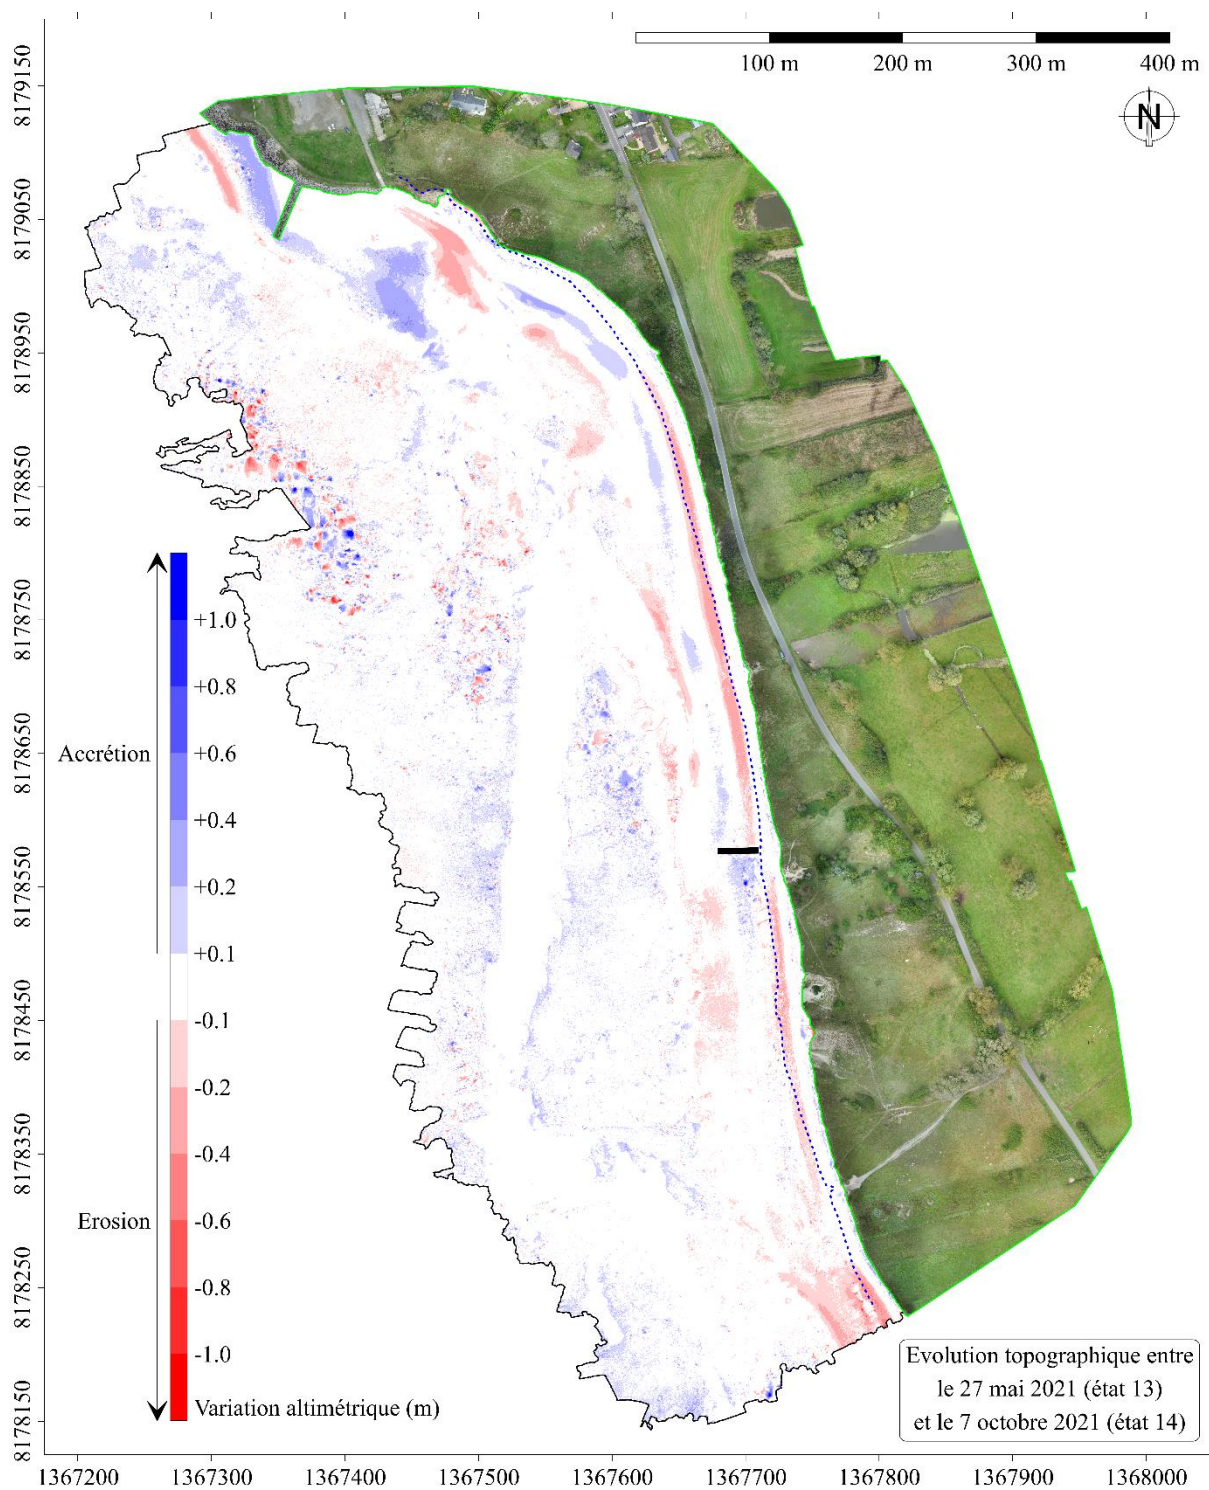 100 m
200 m
300 m
400 m
N
8179150
8179050
8178950
8178850
8178750
8178650
8178550
8178450
8178350
8178250
8178150
+1.0
+0.8
+0.6
+0.4
+0.2
+0.1
-0.1
-0.2
-0.4
-0.6
-0.8
-1.0
Accrétion
Erosion
Variation altimétrique (m)
Evolution topographique entre
le 27 mai 2021 (état 13)
et le 7 octobre 2021 (état 14)
1367200
1367300
1367400
1367500
1367600
1367700
1367800
1367900
1368000